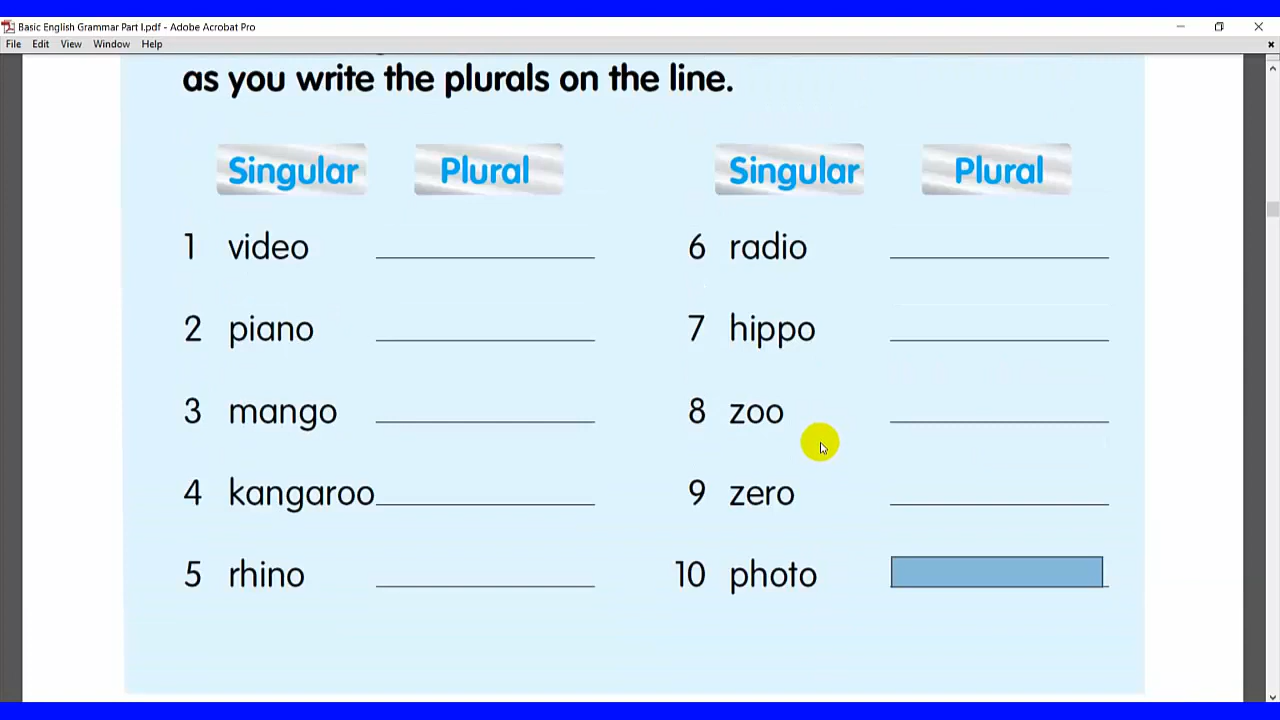 Basic English Grammar Part I.pdf - Adobe Acrobat Pro
File Edit View Window Help
as you write the plurals on the line.
Singular Plural Singular Plural
1 video 6 radio
2 piano 7 hippo
3 mango 8 zoo
4 kangaroo 9 zero
5 rhino 10 photo